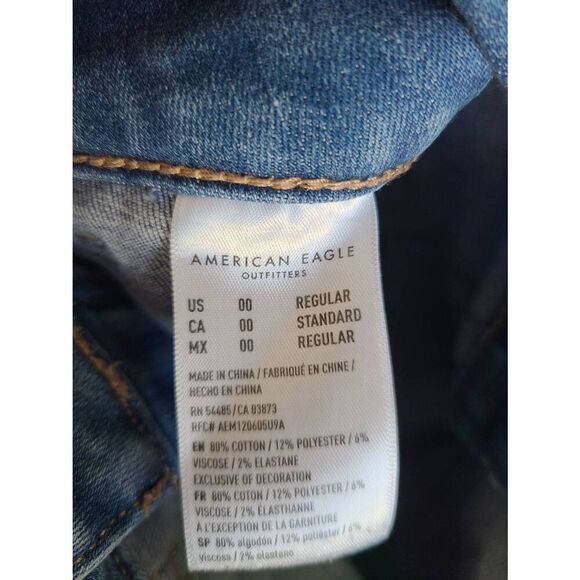 AMERICAN EAGLE
OUTFITTERS
US 00 REGULAR
CA 00 STANDARD
MX 00 REGULAR
MADE IN CHINA / FABRIQUÉ EN CHINE /
HECHO EN CHINA
RN 54485/CA 03873
RFC# AEM120605U9A
EN 80% COTTON / 12% POLYESTER / 6%
VISCOSE / 2% ELASTANE
EXCLUSIVE OF DECORATION
FR 80% COTON / 12% POLYESTER / 6%
VISCOSE / 2% ÉLASTHANNE
À L'EXCEPTION DE LA GARNITURE
SP 80% algodón / 12% poliéster / 6%
viscosa / 2% elastano